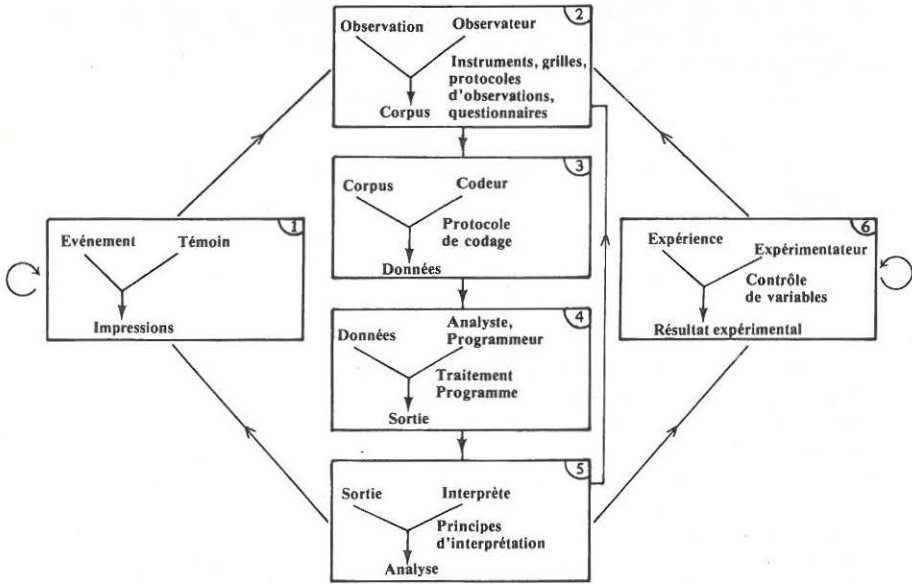 2
Observation Observateur
Instruments, grilles,
protocoles
d'observations,
questionnaires
Corpus
3
Corpus Codeur
Protocole
de codage
Données
1
Evénement Témoin
Impressions
4
Données Analyste,
Programmeur
Traitement
Programme
Sortie
5
Sortie Interprète
Principes
d'interprétation
Analyse
6
Expérience Expérimentateur
Contrôle
de variables
Résultat expérimental